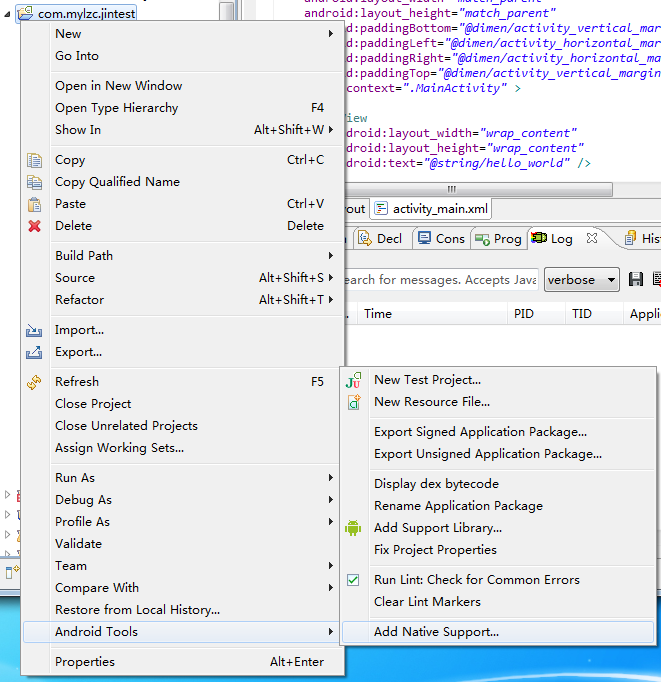 com.mylzc.jintest
android:layout_height="match_parent"
d:paddingBottom="@dimen/activity_vertical_mar
d:paddingLeft="@dimen/activity_horizontal_mar
d:paddingRight="@dimen/activity_horizontal_ma
d:paddingTop="@dimen/activity_vertical_margin
context=".MainActivity" >
iew
droid:layout_width="wrap_content"
droid:layout_height="wrap_content"
droid:text="@string/hello_world" />
out activity_main.xml
Decl Cons Prog Log His
earch for messages. Accepts Java verbose
Time PID TID Appli
New
Go Into
Open in New Window
Open Type Hierarchy F4
Show In Alt+Shift+W
Copy Ctrl+C
Copy Qualified Name
Paste Ctrl+V
Delete Delete
Build Path
Source Alt+Shift+S
Refactor Alt+Shift+T
Import...
Export...
Refresh F5
Close Project
Close Unrelated Projects
Assign Working Sets...
Run As
Debug As
Profile As
Validate
Team
Compare With
Restore from Local History...
Android Tools
Properties Alt+Enter
New Test Project...
New Resource File...
Export Signed Application Package...
Export Unsigned Application Package...
Display dex bytecode
Rename Application Package
Add Support Library...
Fix Project Properties
Run Lint: Check for Common Errors
Clear Lint Markers
Add Native Support...